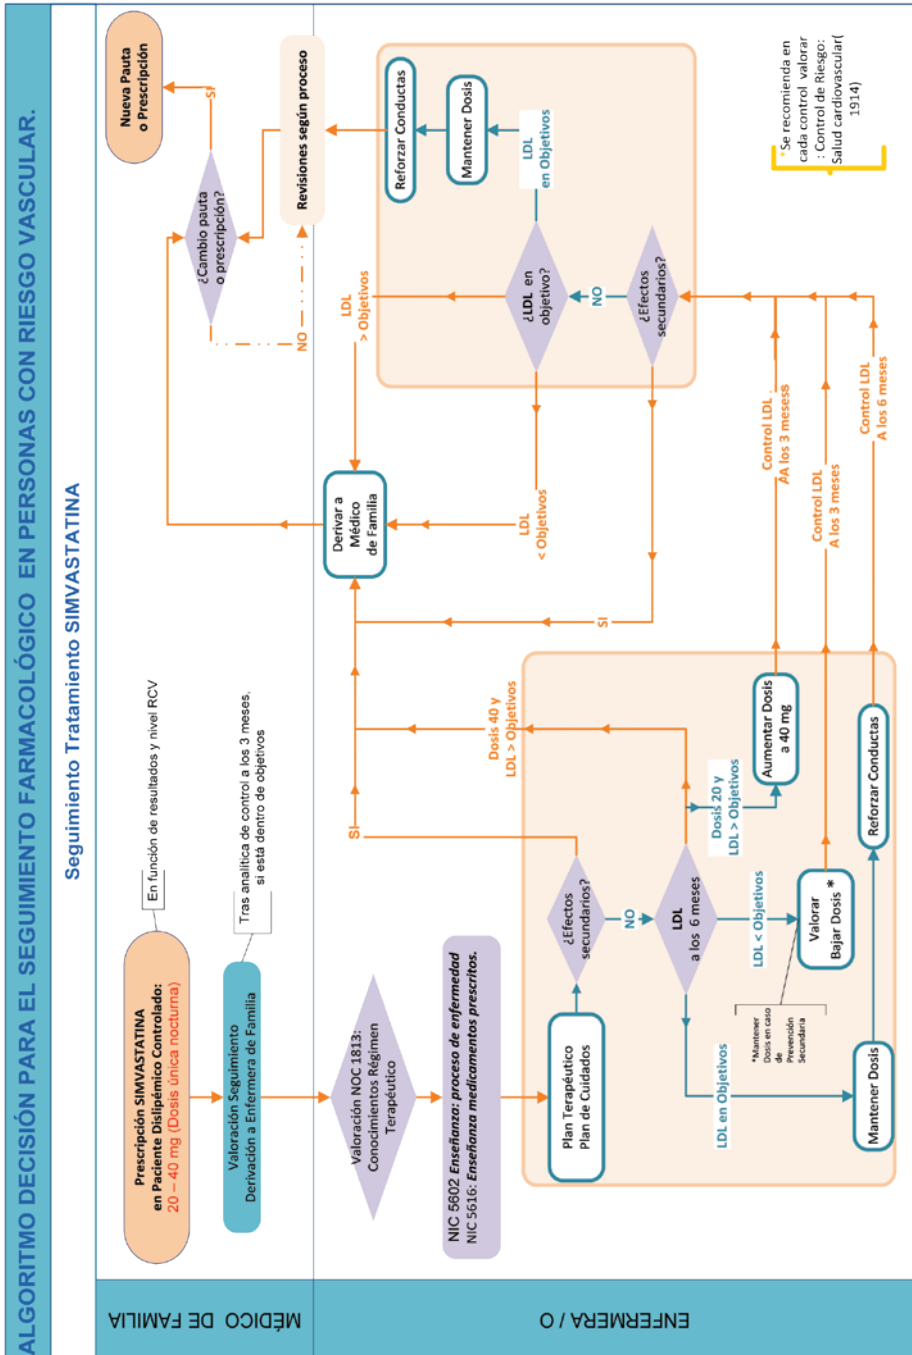 ALGORITMO DECISIÓN PARA EL SEGUIMIENTO FARMACOLÓGICO EN PERSONAS CON RIESGO VASCULAR.
Seguimiento Tratamiento SIMVASTATINA
MÉDICO DE FAMILIA
Prescripción SIMVASTATINA
en Paciente Dislipémico Controlado:
20 – 40 mg (Dosis única nocturna)
En función de resultados y nivel RCV
Valoración Seguimiento
Derivación a Enfermera de Familia
Tras analítica de control a los 3 meses.
si está dentro de objetivos
¿Cambio pauta
o prescripción?
SI
Nueva Pauta
o Prescripción
NO
Revisiones según proceso
ENFERMERA / O
Valoración NOC 1813:
Conocimientos Régimen
Terapéutico
NIC 5602 Enseñanza: proceso de enfermedad
NIC 5616: Enseñanza medicamentos prescritos.
Plan Terapéutico
Plan de Cuidados
¿Efectos
secundarios?
SI
NO
LDL
a los 6 meses
Dosis 40 y
LDL > Objetivos
Dosis 20 y
LDL > Objetivos
Aumentar Dosis
a 40 mg
LDL < Objetivos
Valorar
Bajar Dosis *
*Mantener
Dosis en caso
de
Prevención
Secundaria
LDL en Objetivos
Mantener Dosis
Reforzar Conductas
Derivar a
Médico
de Familia
SI
Control LDL
AA los 3 meses8
Control LDL
A los 3 meses
Control LDL
A los 6 meses
¿Efectos
secundarios?
NO
¿LDL en
objetivo?
LDL
> Objetivos
LDL
< Objetivos
LDL
en Objetivos
Mantener Dosis
Reforzar Conductas
*Se recomienda en
cada control valorar
: Control de Riesgo:
Salud cardiovascular(
1914)